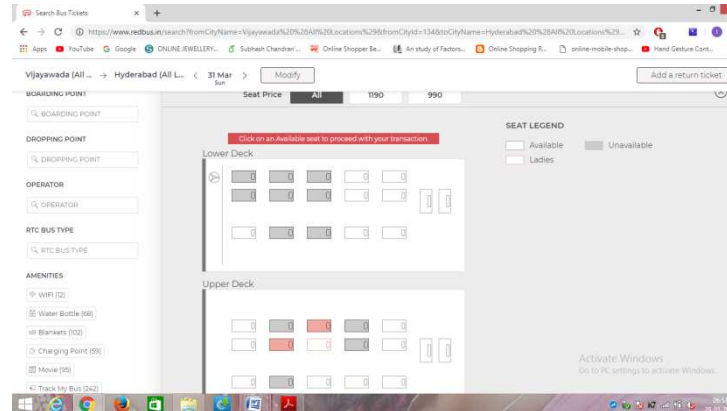 Search Bus Tickets
https://www.redbus.in/search?fromCityName=Vijayawada%20%28All%20Locations%29&fromCityId=134&toCityName=Hyderabad%20%28All%20Locations%29...
Apps YouTube Google ONLINE JEWELLERY... Subhash Chandran'... Online Shopper Be... An study of Factors... Online Shopping R... online-mobile-shop... Hand Gesture Cont...
Vijayawada (All ... → Hyderabad (All L... < 31 Mar > Modify Add a return ticket
Sun
BOARDING POINT Seat Price All 1190 990
BOARDING POINT
SEAT LEGEND
DROPPING POINT Click on an Available seat to proceed with your transaction.
Available Unavailable
Lower Deck
DROPPING POINT Ladies
OPERATOR
OPERATOR
RTC BUS TYPE
RTC BUS TYPE
AMENITIES
Upper Deck
WIFI (12)
Water Bottle (68)
Blankets (102)
Charging Point (59)
Activate Windows
Movie (95)
Go to PC settings to activate Windows.
Track My Bus (242)